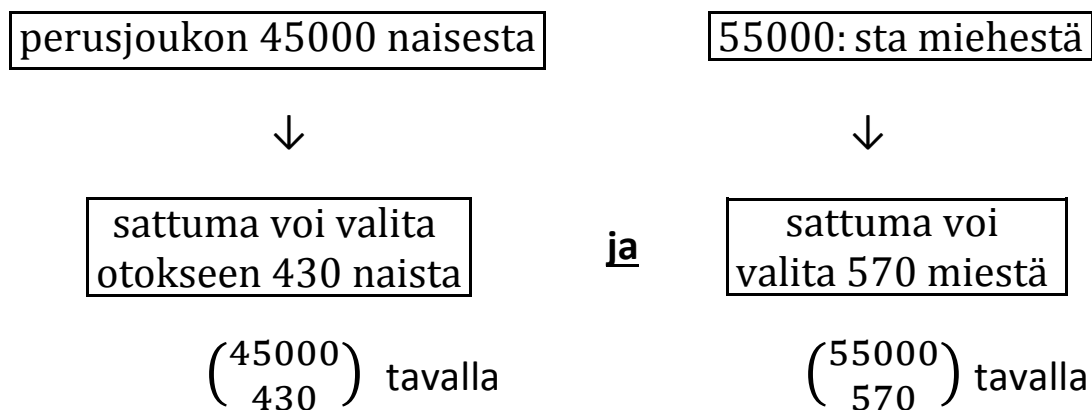 perusjoukon 45000 naisesta
55000: sta miehestä
↓
↓
sattuma voi valita
otokseen 430 naista
ja
sattuma voi
valita 570 miestä
(45000
430) tavalla
(55000
570) tavalla